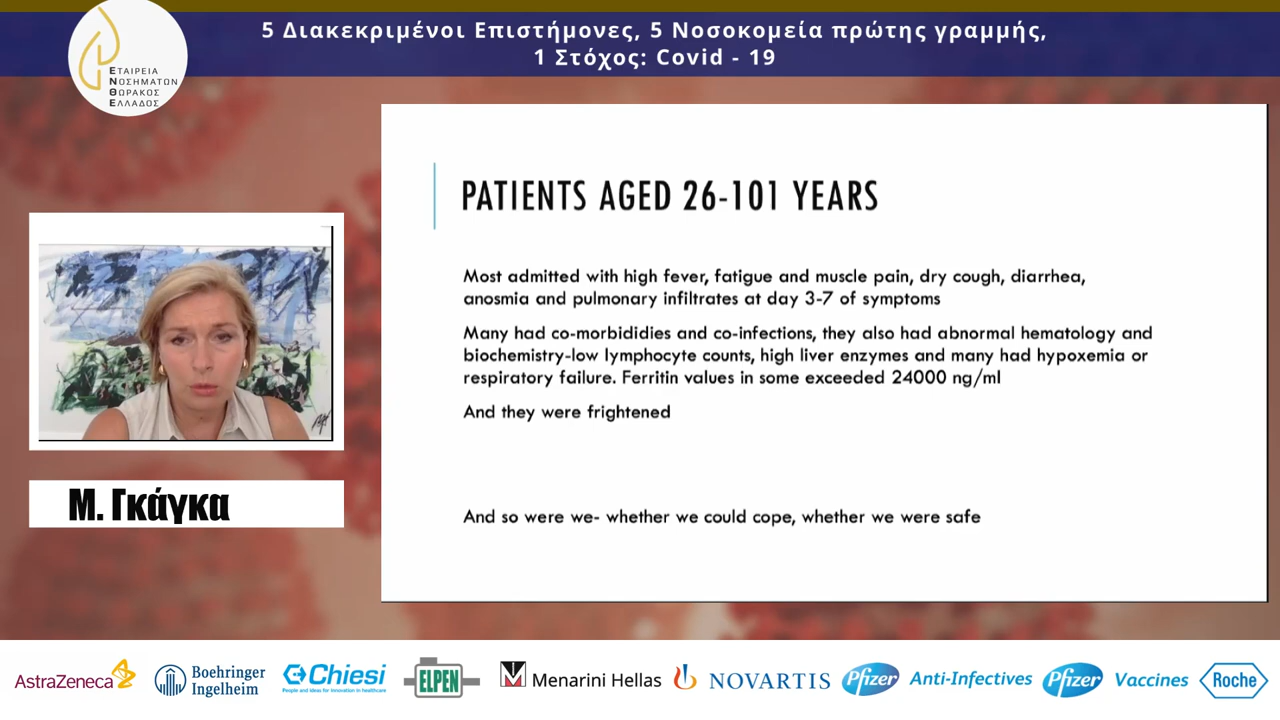 5 Διακεκριμένοι Επιστήμονες, 5 Νοσοκομεία πρώτης γραμμής,
1 Στόχος: Covid - 19
ΕΤΑΙΡΕΙΑ
ΝΟΣΗΜΑΤΩΝ
ΘΩΡΑΚΟΣ
ΕΛΛΑΔΟΣ
PATIENTS AGED 26-101 YEARS
Most admitted with high fever, fatigue and muscle pain, dry cough, diarrhea,
anosmia and pulmonary infiltrates at day 3-7 of symptoms
Many had co-morbididies and co-infections, they also had abnormal hematology and
biochemistry-low lymphocyte counts, high liver enzymes and many had hypoxemia or
respiratory failure. Ferritin values in some exceeded 24000 ng/ml
And they were frightened
And so were we- whether we could cope, whether we were safe
Μ. Γκάγκα
AstraZeneca
Boehringer
Ingelheim
Chiesi
People and ideas for innovation in healthcare
ELPEN
Menarini Hellas
NOVARTIS
Pfizer
Anti-Infectives
Pfizer
Vaccines
Roche